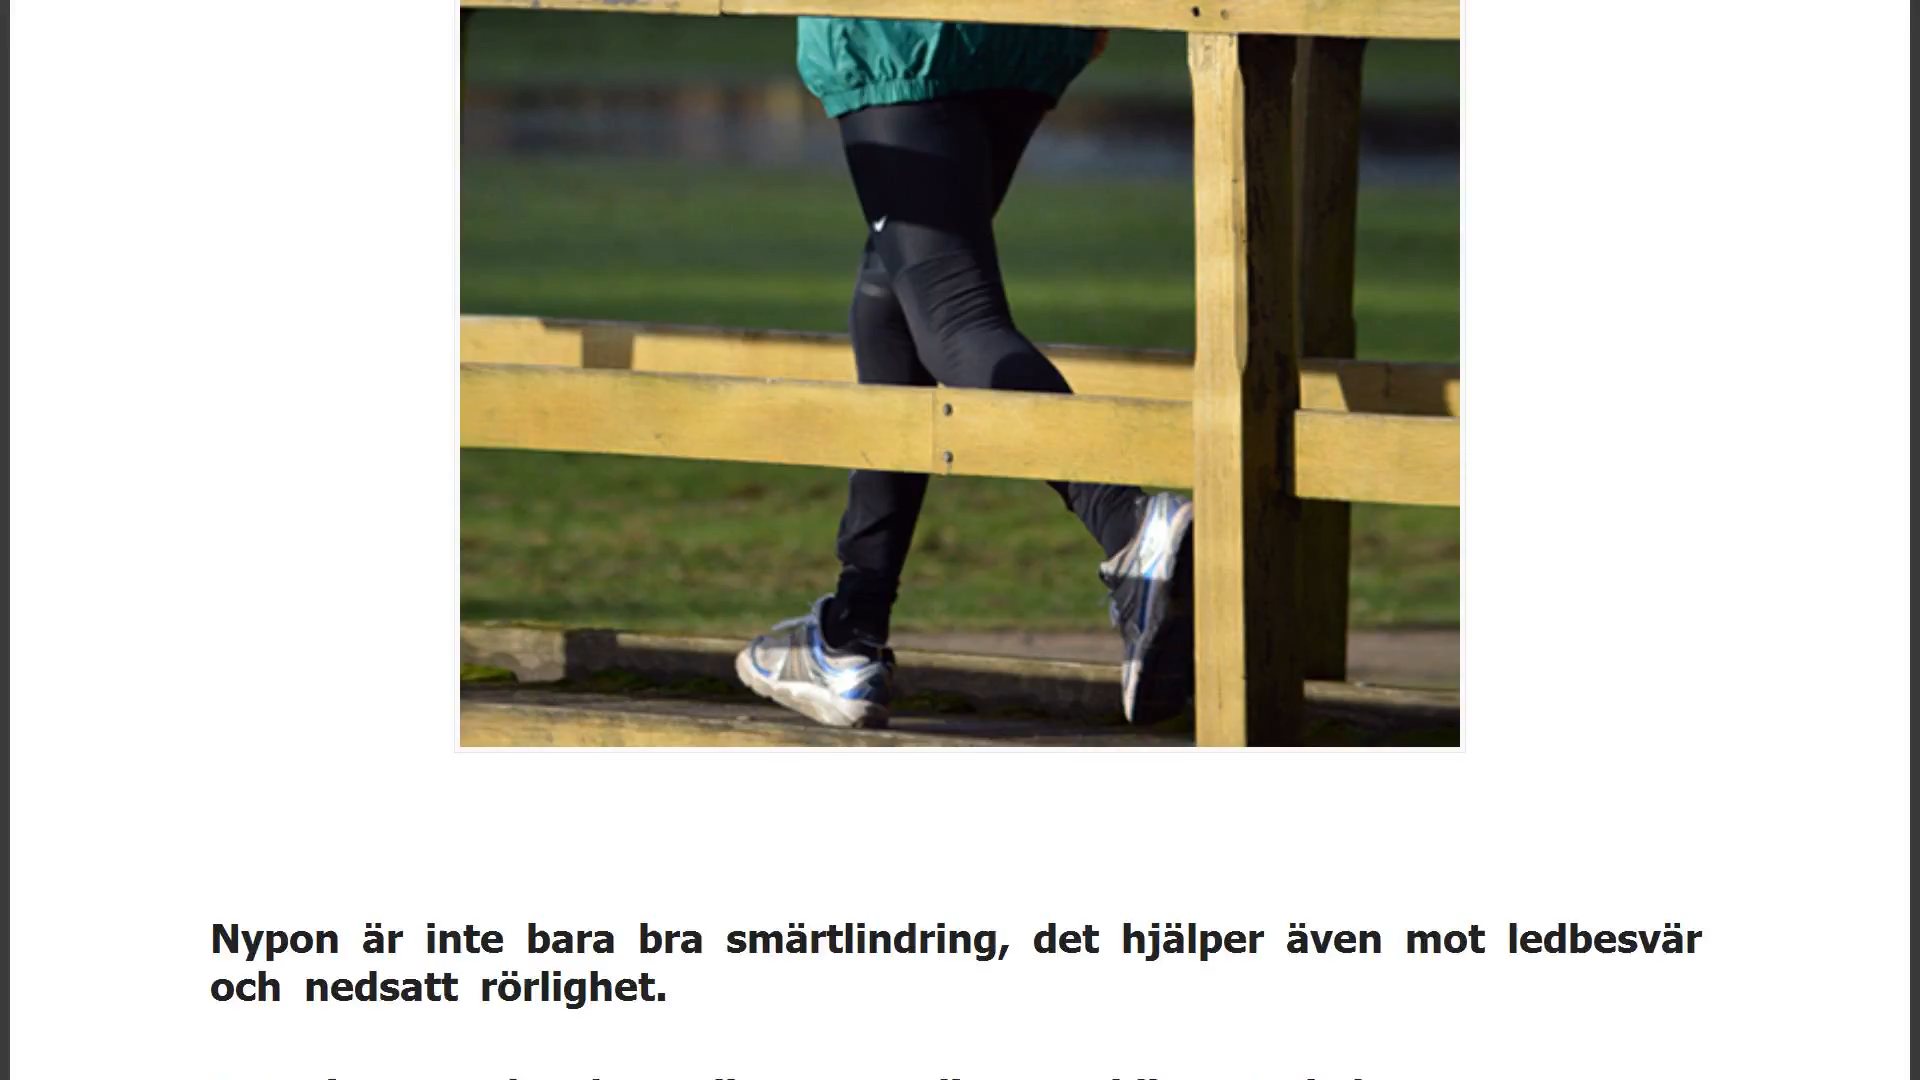 Nypon är inte bara bra smärtlindring, det hjälper även mot ledbesvär
och nedsatt rörlighet.